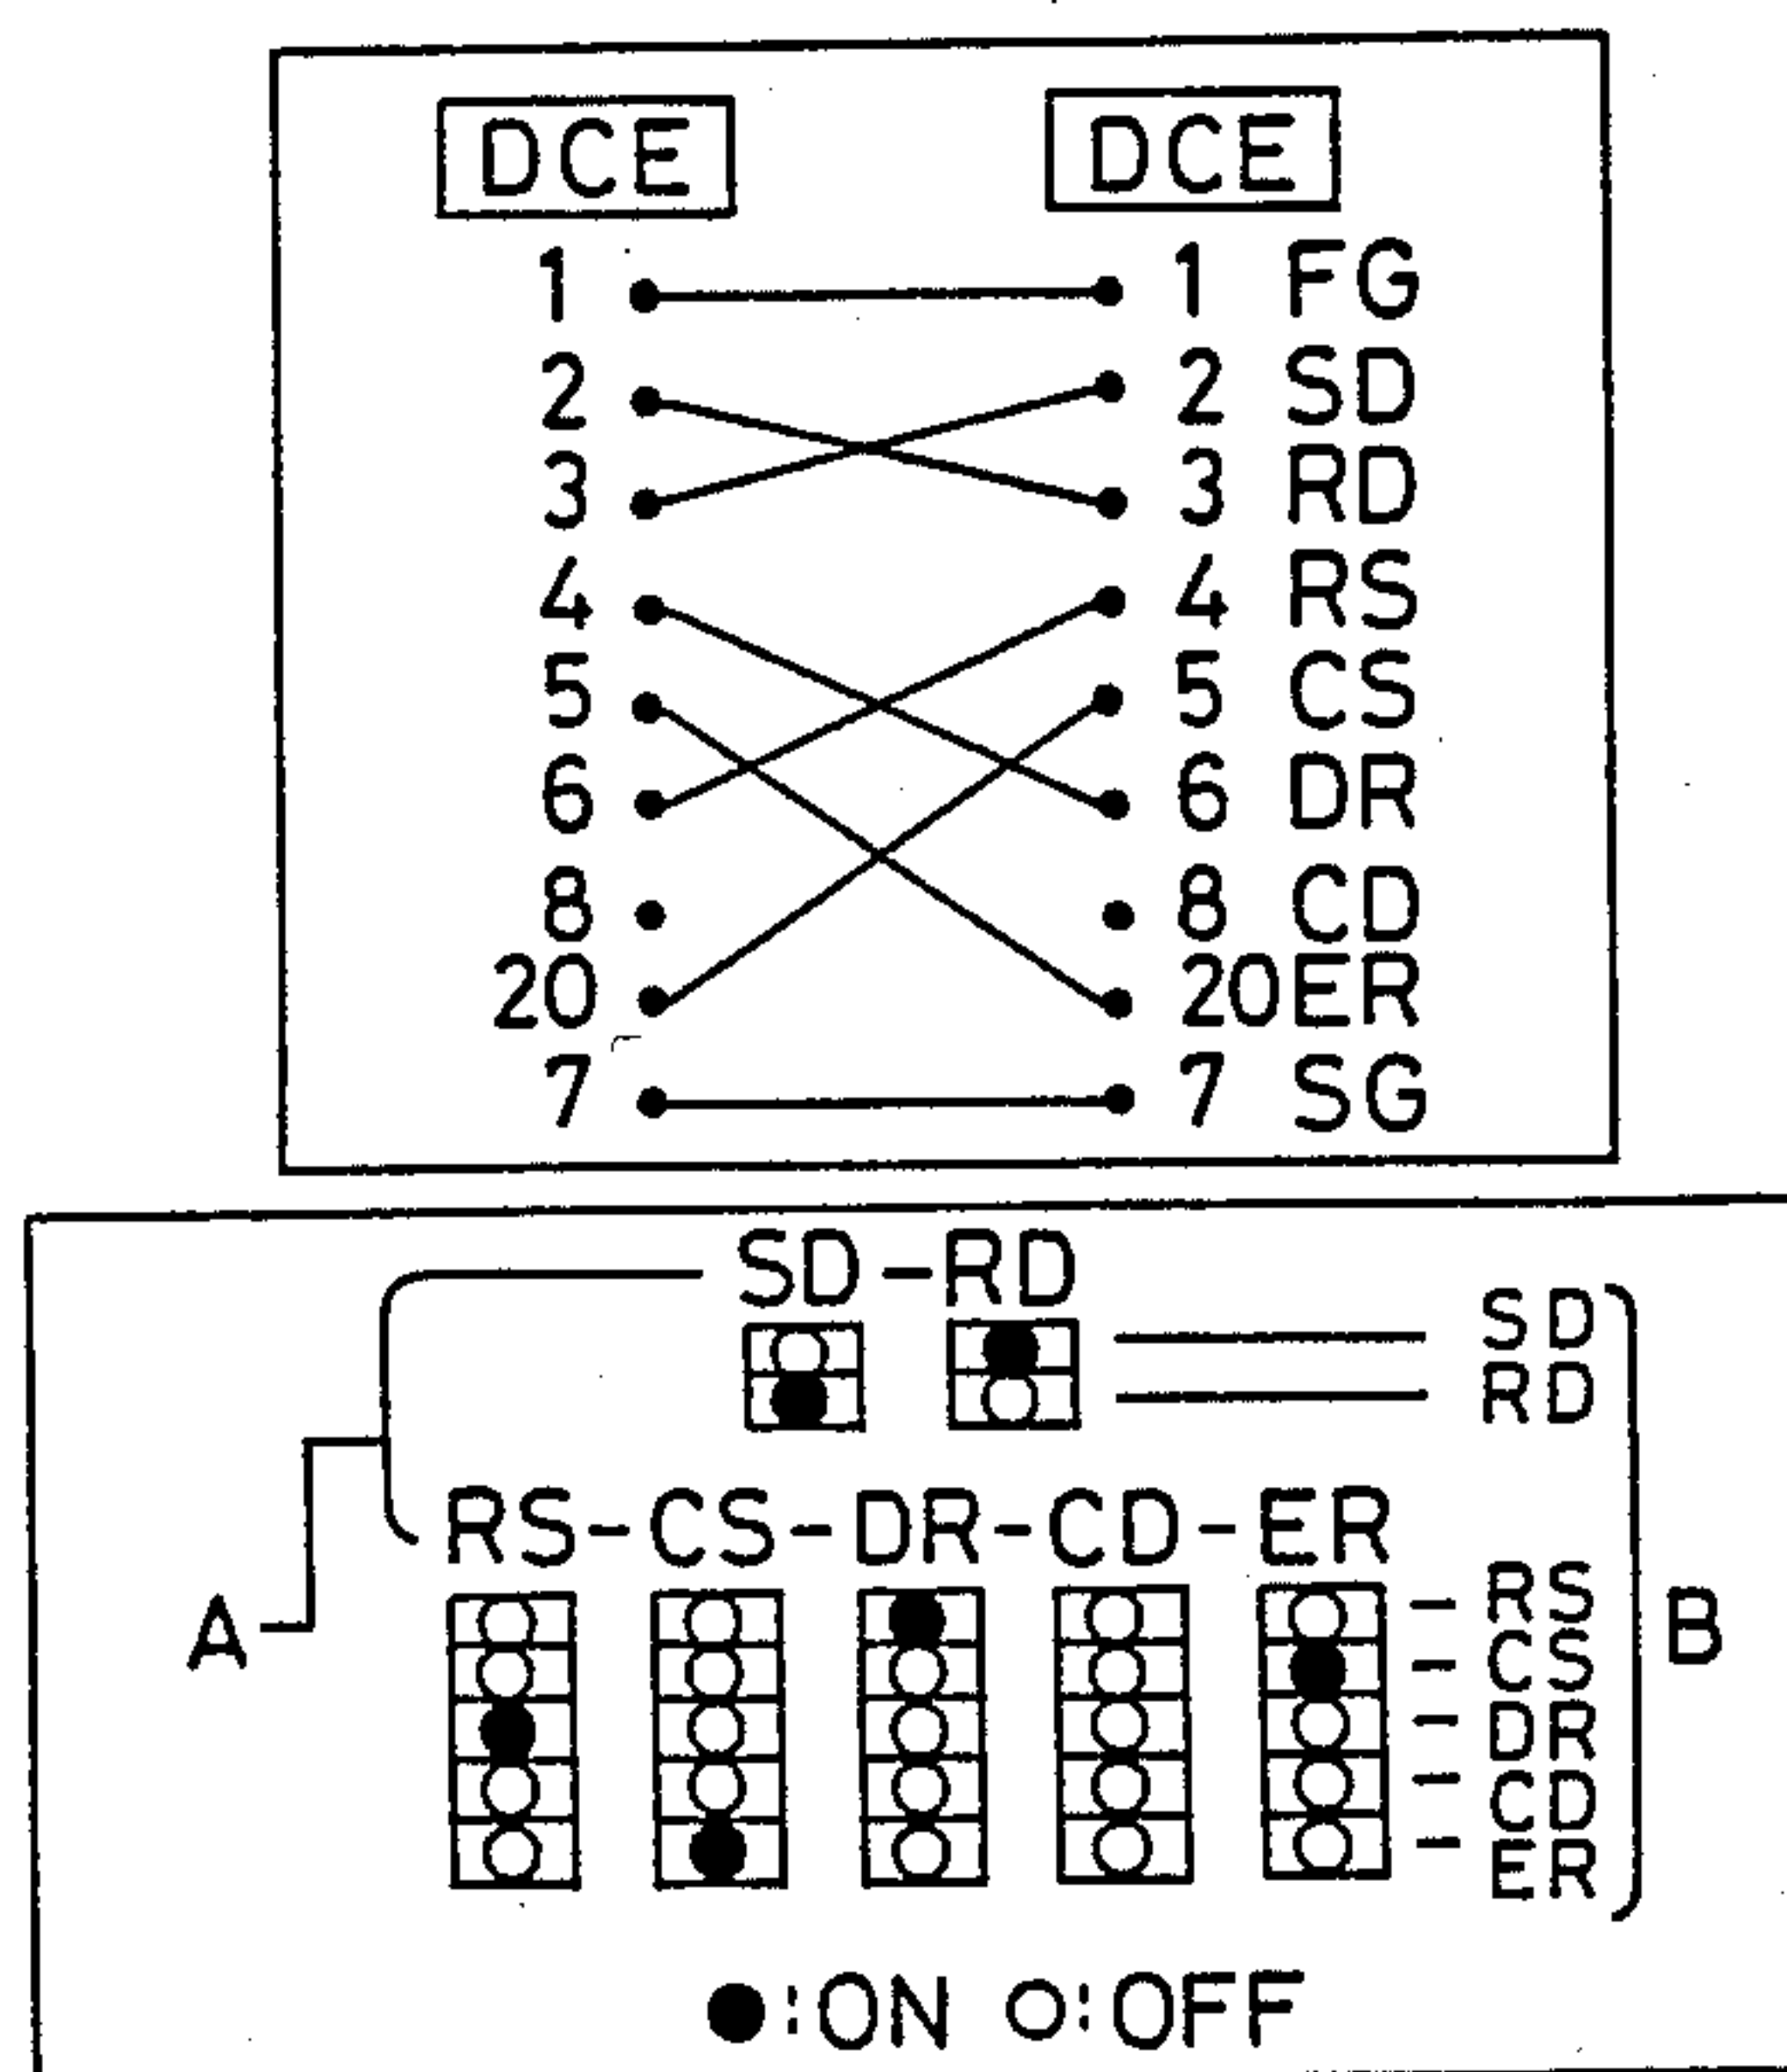 DCE DCE
1 1 FG
2 2 SD
3 3 RD
4 4 RS
5 5 CS
6 6 DR
8 8 CD
20 20ER
7 7 SG
SD-RD
SD
RD
RS-CS-DR-CD-ER
A
RS
CS
DR
CD
ER
B
●:ON ○:OFF